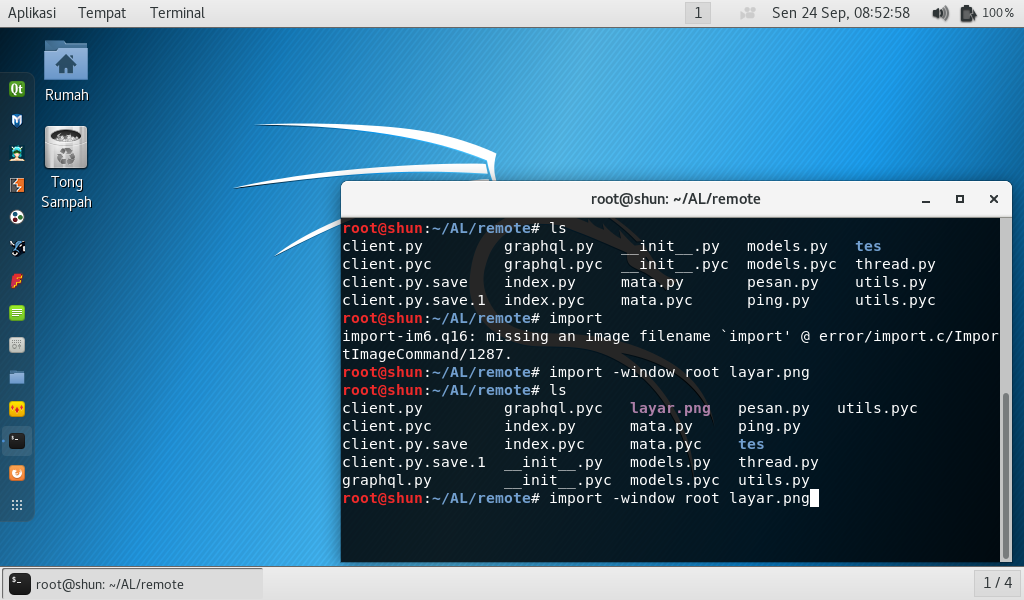 Aplikasi Tempat Terminal 1 Sen 24 Sep, 08:52:58 100%
Qt
Rumah
Tong
Sampah
root@shun: ~/AL/remote
root@shun:~/AL/remote# ls
client.py graphql.py __init__.py models.py tes
client.pyc graphql.pyc __init__.pyc models.pyc thread.py
client.py.save index.py mata.py pesan.py utils.py
client.py.save.1 index.pyc mata.pyc ping.py utils.pyc
root@shun:~/AL/remote# import
import-im6.q16: missing an image filename `import' @ error/import.c/Impor
tImageCommand/1287.
root@shun:~/AL/remote# import -window root layar.png
root@shun:~/AL/remote# ls
client.py graphql.pyc layar.png pesan.py utils.pyc
client.pyc index.py mata.py ping.py
client.py.save index.pyc mata.pyc tes
client.py.save.1 __init__.py models.py thread.py
graphql.py __init__.pyc models.pyc utils.py
root@shun:~/AL/remote# import -window root layar.png
root@shun: ~/AL/remote 1 / 4